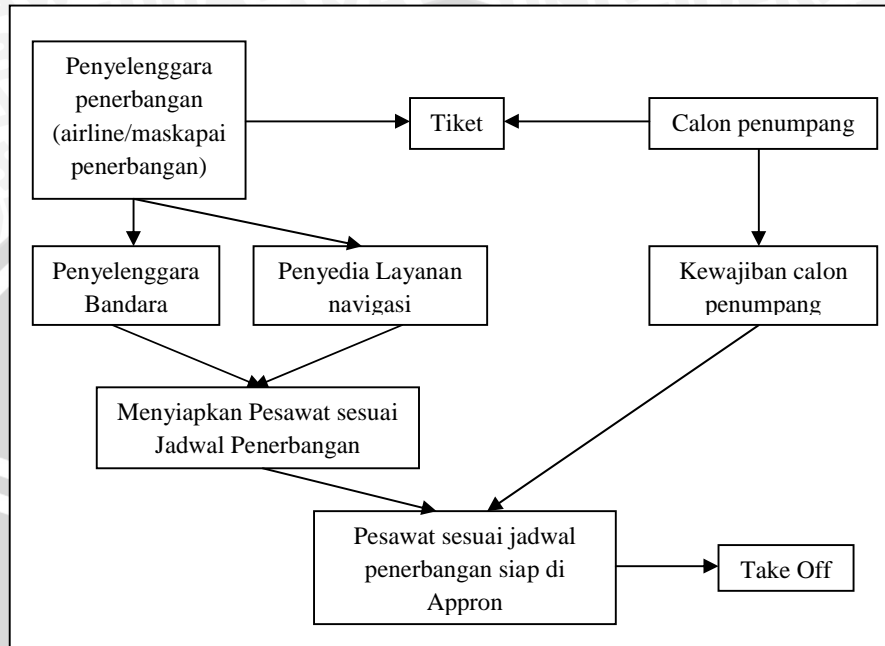 Penyelenggara
penerbangan
(airline/maskapai
penerbangan)
Tiket
Calon penumpang
Penyelenggara
Bandara
Penyedia Layanan
navigasi
Kewajiban calon
penumpang
Menyiapkan Pesawat sesuai
Jadwal Penerbangan
Pesawat sesuai jadwal
penerbangan siap di
Appron
Take Off